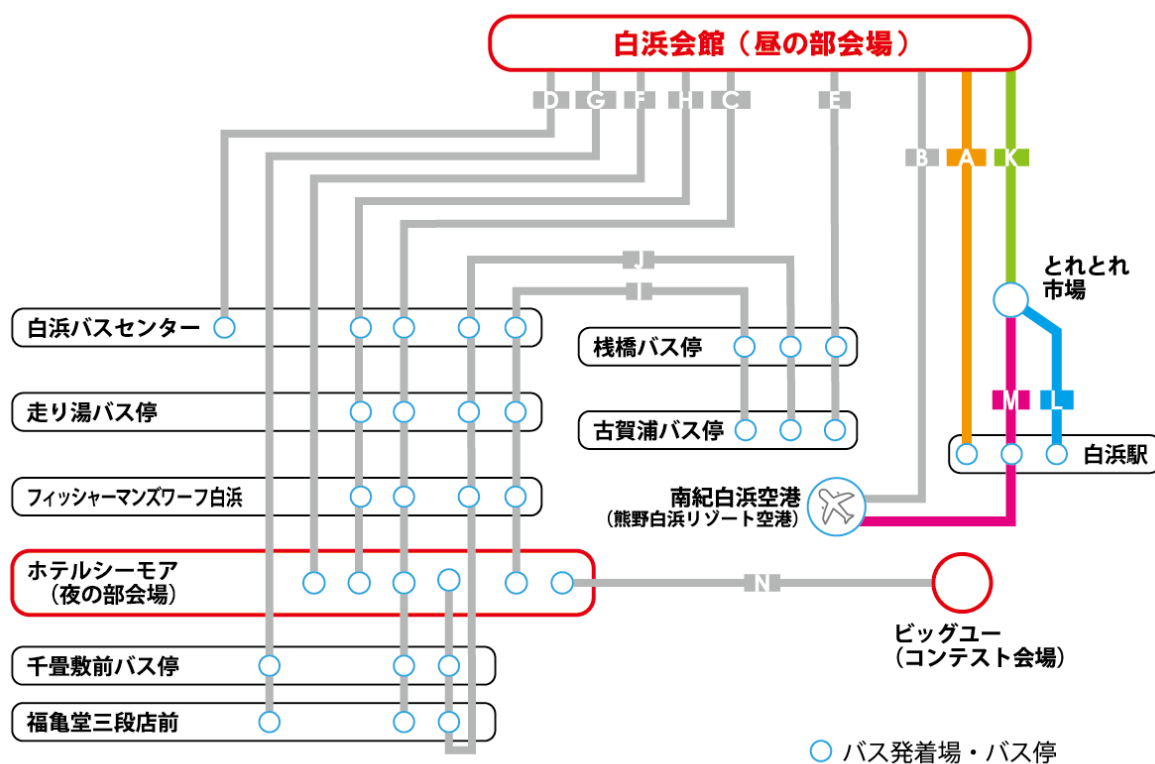 白浜会館（昼の部会場）
D
G
F
H
C
E
B
A
K
J
I
とれとれ
市場
白浜バスセンター
桟橋バス停
走り湯バス停
古賀浦バス停
M
L
白浜駅
フィッシャーマンズワーフ白浜
南紀白浜空港
（熊野白浜リゾート空港）
ホテルシーモア
（夜の部会場）
N
ビッグユー
（コンテスト会場）
千畳敷前バス停
福亀堂三段店前
バス発着場・バス停